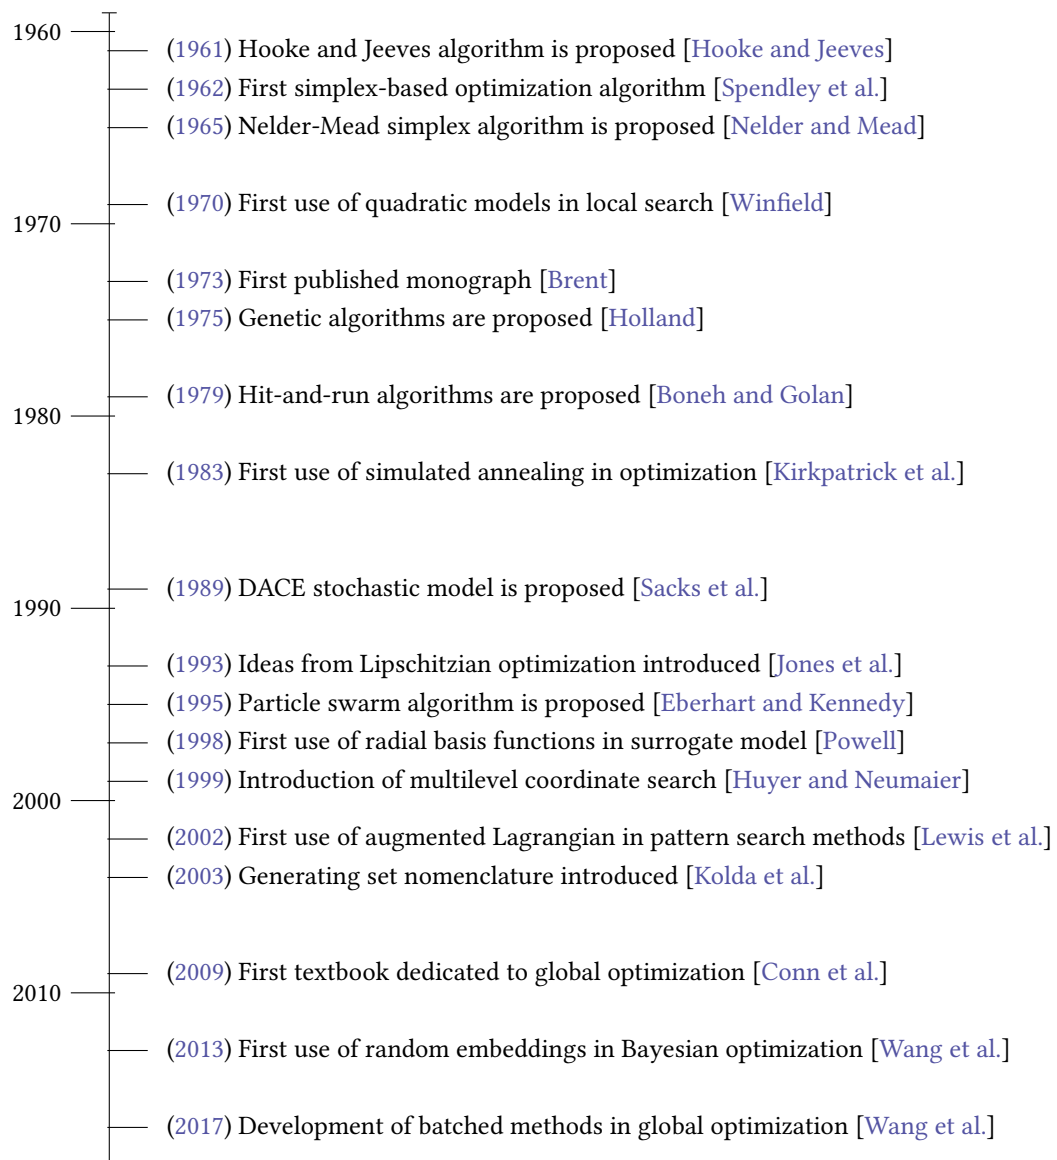 1960
(1961) Hooke and Jeeves algorithm is proposed [Hooke and Jeeves]
(1962) First simplex-based optimization algorithm [Spendley et al.]
(1965) Nelder-Mead simplex algorithm is proposed [Nelder and Mead]
(1970) First use of quadratic models in local search [Winfield]
1970
(1973) First published monograph [Brent]
(1975) Genetic algorithms are proposed [Holland]
(1979) Hit-and-run algorithms are proposed [Boneh and Golan]
1980
(1983) First use of simulated annealing in optimization [Kirkpatrick et al.]
(1989) DACE stochastic model is proposed [Sacks et al.]
1990
(1993) Ideas from Lipschitzian optimization introduced [Jones et al.]
(1995) Particle swarm algorithm is proposed [Eberhart and Kennedy]
(1998) First use of radial basis functions in surrogate model [Powell]
(1999) Introduction of multilevel coordinate search [Huyer and Neumaier]
2000
(2002) First use of augmented Lagrangian in pattern search methods [Lewis et al.]
(2003) Generating set nomenclature introduced [Kolda et al.]
(2009) First textbook dedicated to global optimization [Conn et al.]
2010
(2013) First use of random embeddings in Bayesian optimization [Wang et al.]
(2017) Development of batched methods in global optimization [Wang et al.]